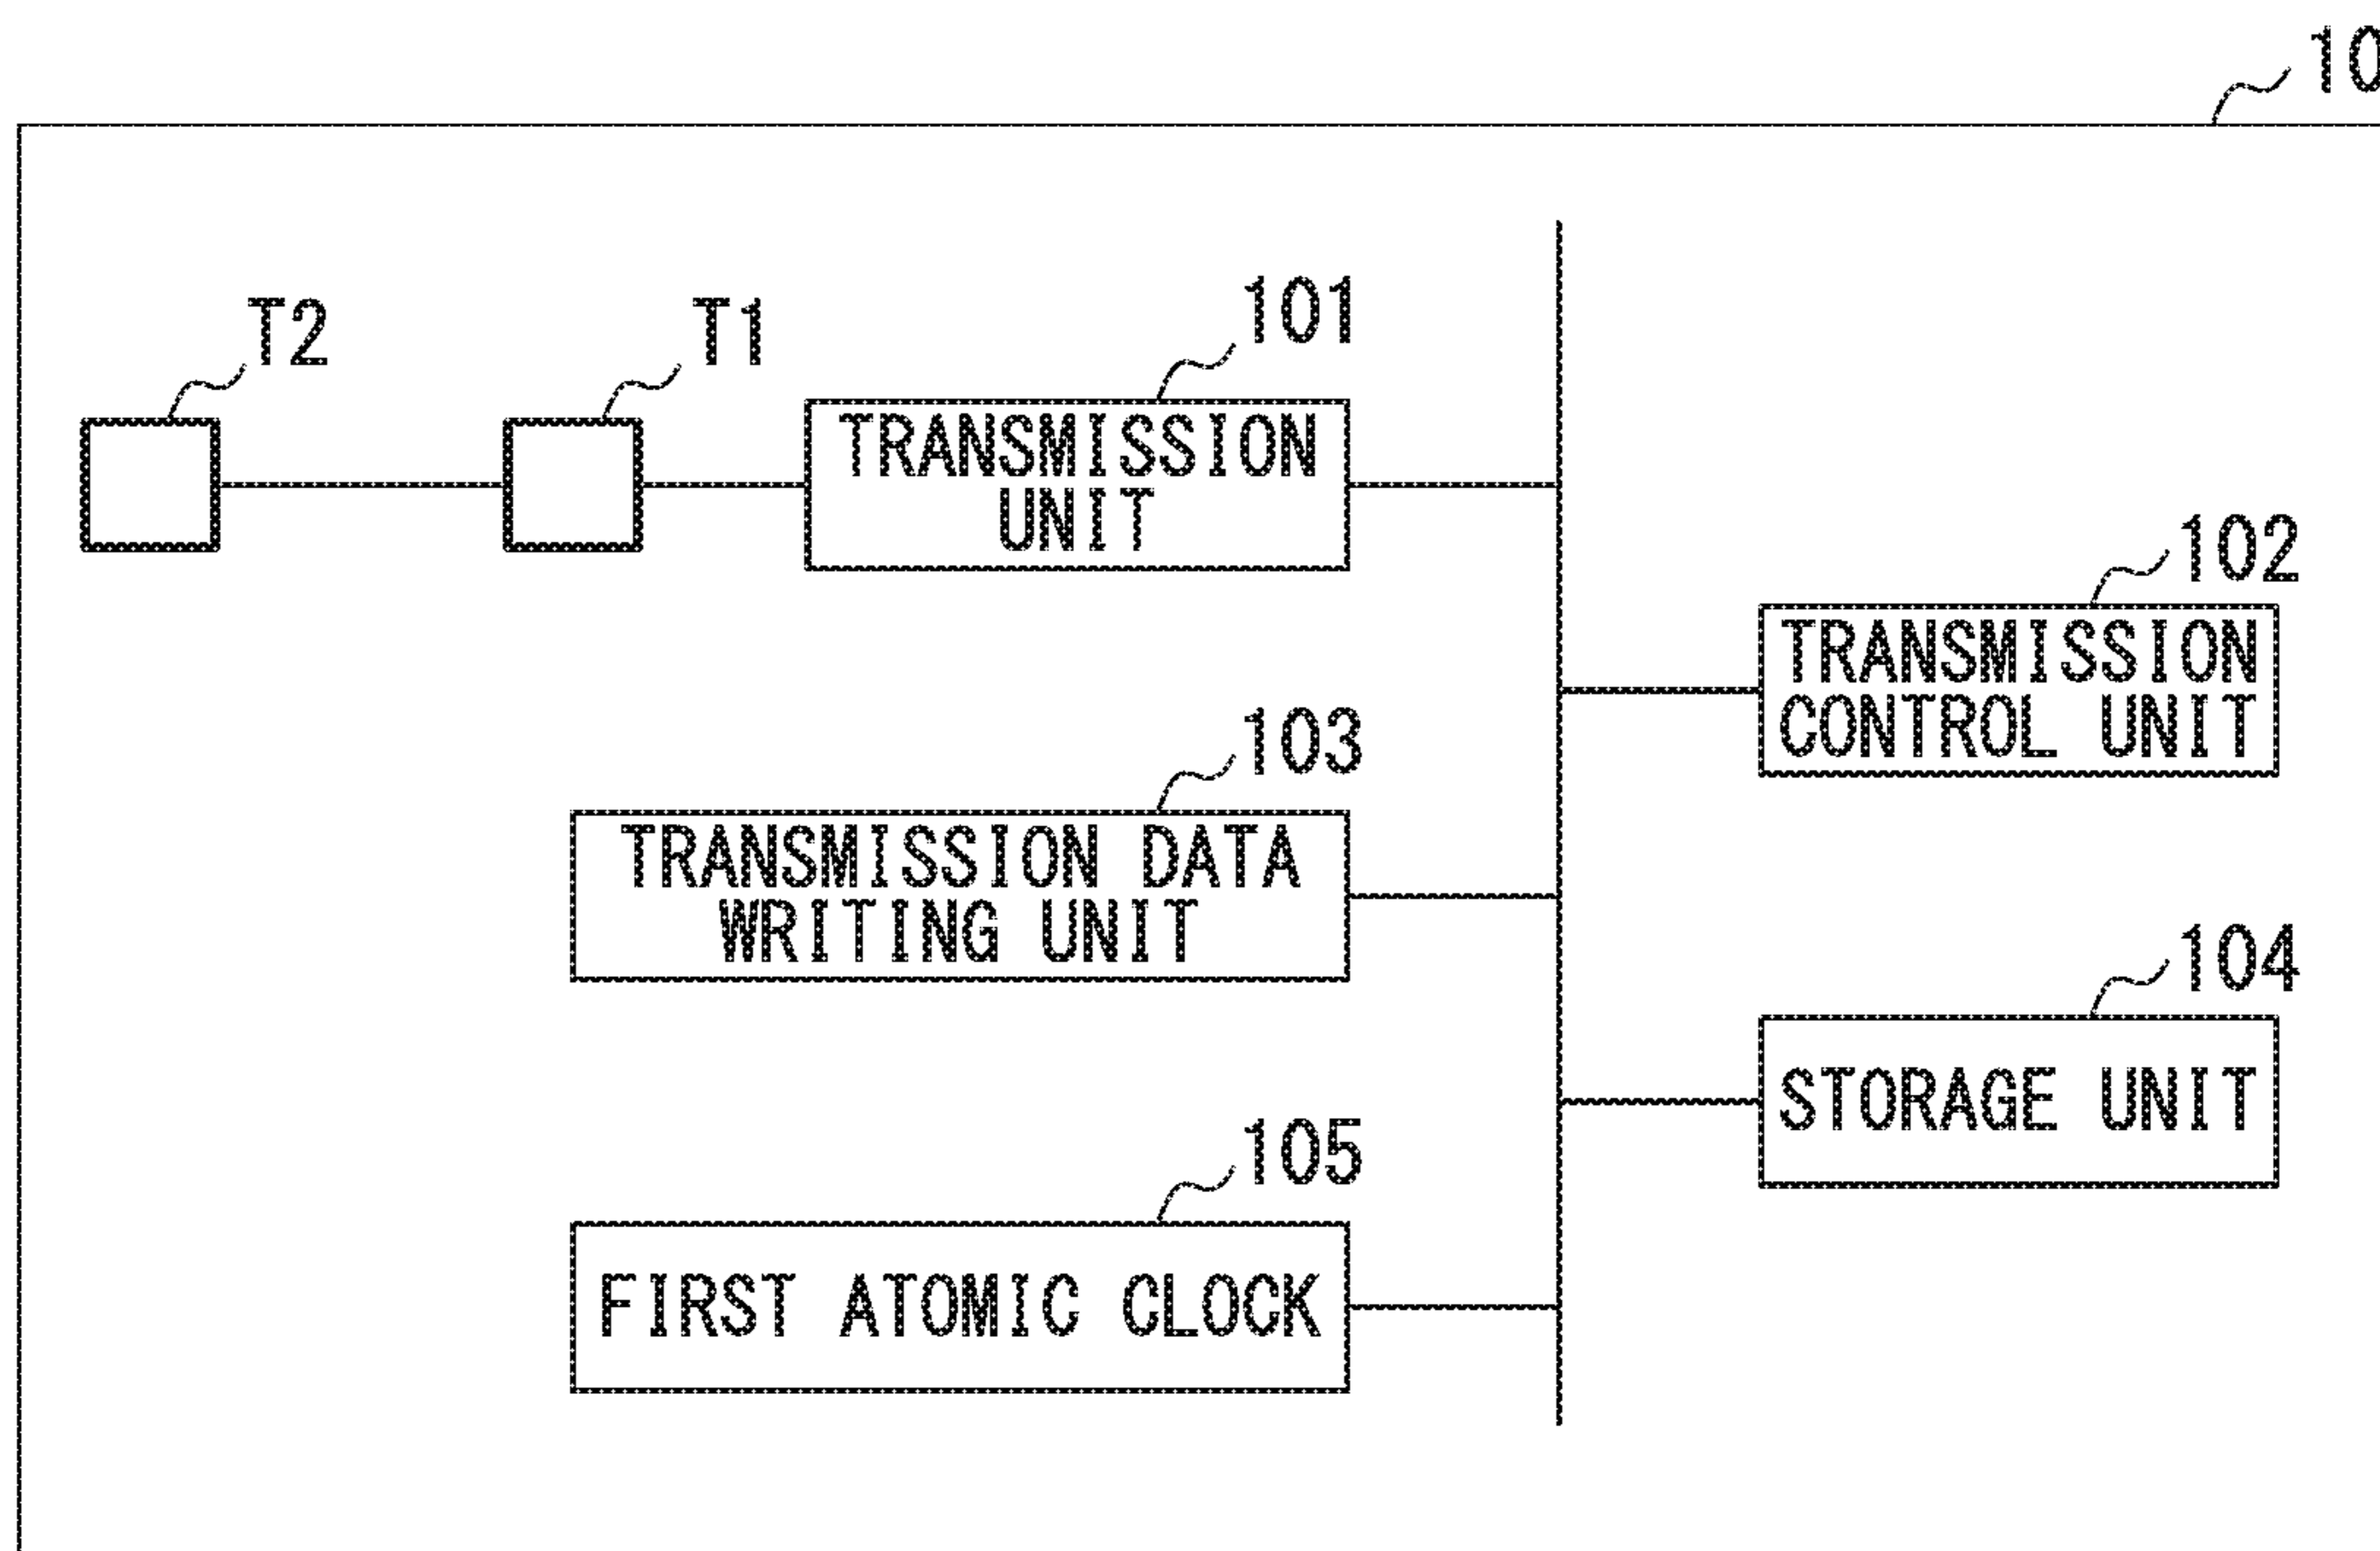 10
T2
T1
101
TRANSMISSION
UNIT
102
TRANSMISSION
CONTROL UNIT
103
TRANSMISSION DATA
WRITING UNIT
104
STORAGE UNIT
105
FIRST ATOMIC CLOCK